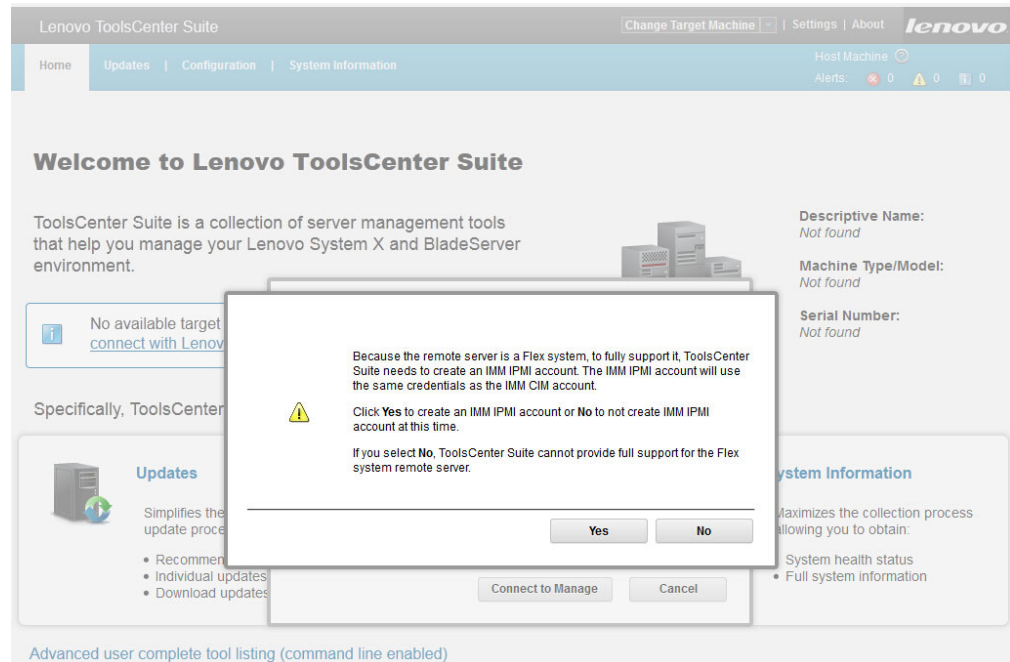 Lenovo ToolsCenter Suite
Change Target Machine | Settings | About
lenovo
Home
Updates | Configuration | System Information
Host Machine ?
Alerts: 0 0 0
Welcome to Lenovo ToolsCenter Suite
ToolsCenter Suite is a collection of server management tools
that help you manage your Lenovo System X and BladeServer
environment.
Descriptive Name:
Not found
Machine Type/Model:
Not found
Serial Number:
Not found
i
No available target
connect with Lenov
Because the remote server is a Flex system, to fully support it, ToolsCenter
Suite needs to create an IMM IPMI account. The IMM IPMI account will use
the same credentials as the IMM CIM account.
Click Yes to create an IMM IPMI account or No to not create IMM IPMI
account at this time.
If you select No, ToolsCenter Suite cannot provide full support for the Flex
system remote server.
Yes
No
Connect to Manage
Cancel
Specifically, ToolsCenter
Updates
Simplifies the
update proce
• Recommen
• Individual updates
• Download updates
ystem Information
Maximizes the collection process
allowing you to obtain:
System health status
• Full system information
Advanced user complete tool listing (command line enabled)